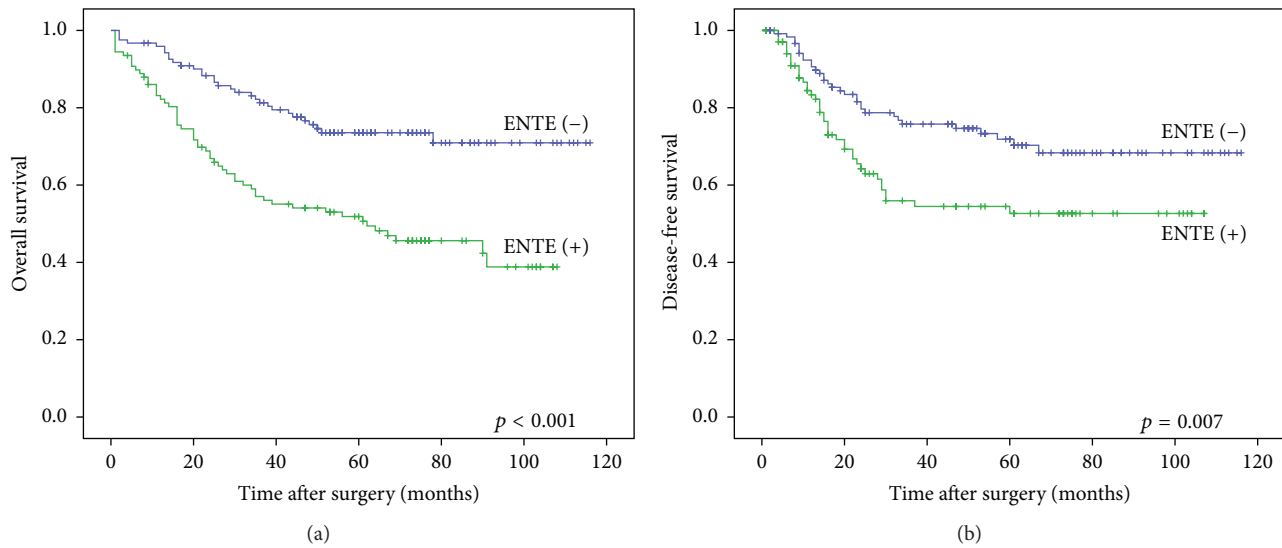 Overall survival
1.0
0.8
0.6
0.4
0.2
0.0
ENTE (−)
ENTE (+)
p < 0.001
0 20 40 60 80 100 120
Time after surgery (months)
(a)
Disease-free survival
1.0
0.8
0.6
0.4
0.2
0.0
ENTE (−)
ENTE (+)
p = 0.007
0 20 40 60 80 100 120
Time after surgery (months)
(b)